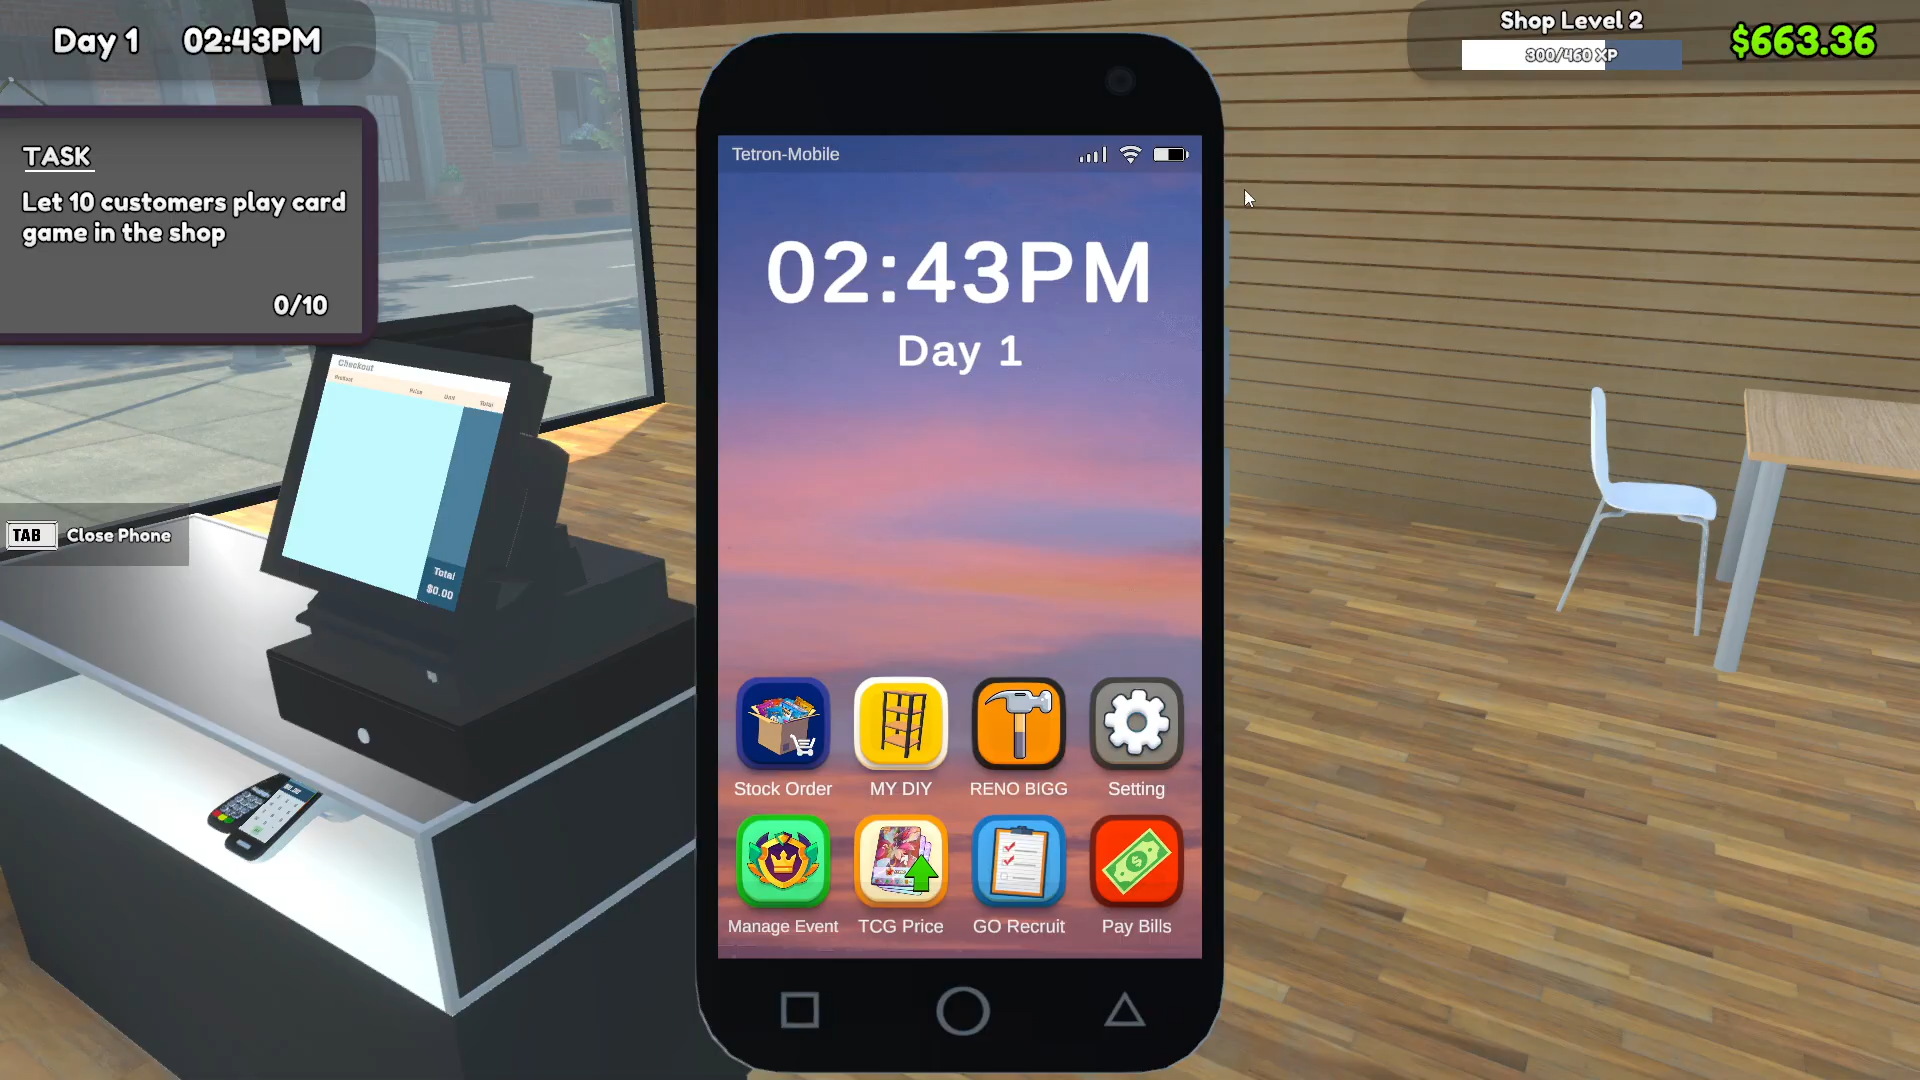 Day 1 02:43PM
Shop Level 2
300/460 XP
$663.36
TASK
Let 10 customers play card
game in the shop
0/10
TAB Close Phone
Checkout
Total
$0.00
Tetron-Mobile
02:43PM
Day 1
Stock Order
MY DIY
RENO BIGG
Setting
Manage Event
TCG Price
GO Recruit
Pay Bills